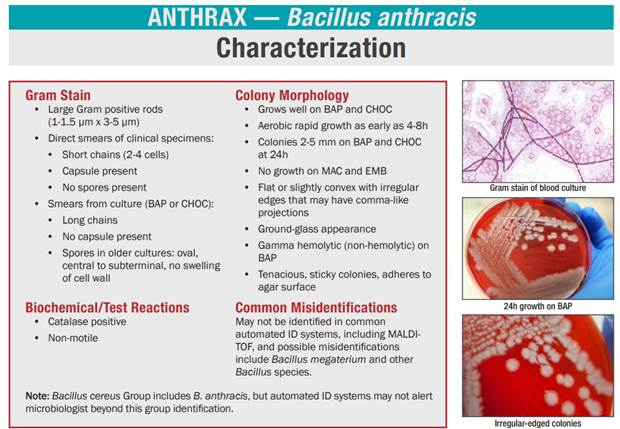 ANTHRAX — Bacillus anthracis
Characterization
Gram Stain
• Large Gram positive rods
(1-1.5 µm x 3-5 µm)
• Direct smears of clinical specimens:
• Short chains (2-4 cells)
• Capsule present
• No spores present
• Smears from culture (BAP or CHOC):
• Long chains
• No capsule present
• Spores in older cultures: oval,
central to subterminal, no swelling
of cell wall
Biochemical/Test Reactions
• Catalase positive
• Non-motile
Colony Morphology
• Grows well on BAP and CHOC
• Aerobic rapid growth as early as 4-8h
• Colonies 2-5 mm on BAP and CHOC
at 24h
• No growth on MAC and EMB
• Flat or slightly convex with irregular
edges that may have comma-like
projections
• Ground-glass appearance
• Gamma hemolytic (non-hemolytic) on
BAP
• Tenacious, sticky colonies, adheres to
agar surface
Common Misidentifications
May not be identified in common
automated ID systems, including MALDI-
TOF, and possible misidentifications
include Bacillus megaterium and other
Bacillus species.
Note: Bacillus cereus Group includes B. anthracis, but automated ID systems may not alert
microbiologist beyond this group identification.
Gram stain of blood culture
24h growth on BAP
Irregular-edged colonies